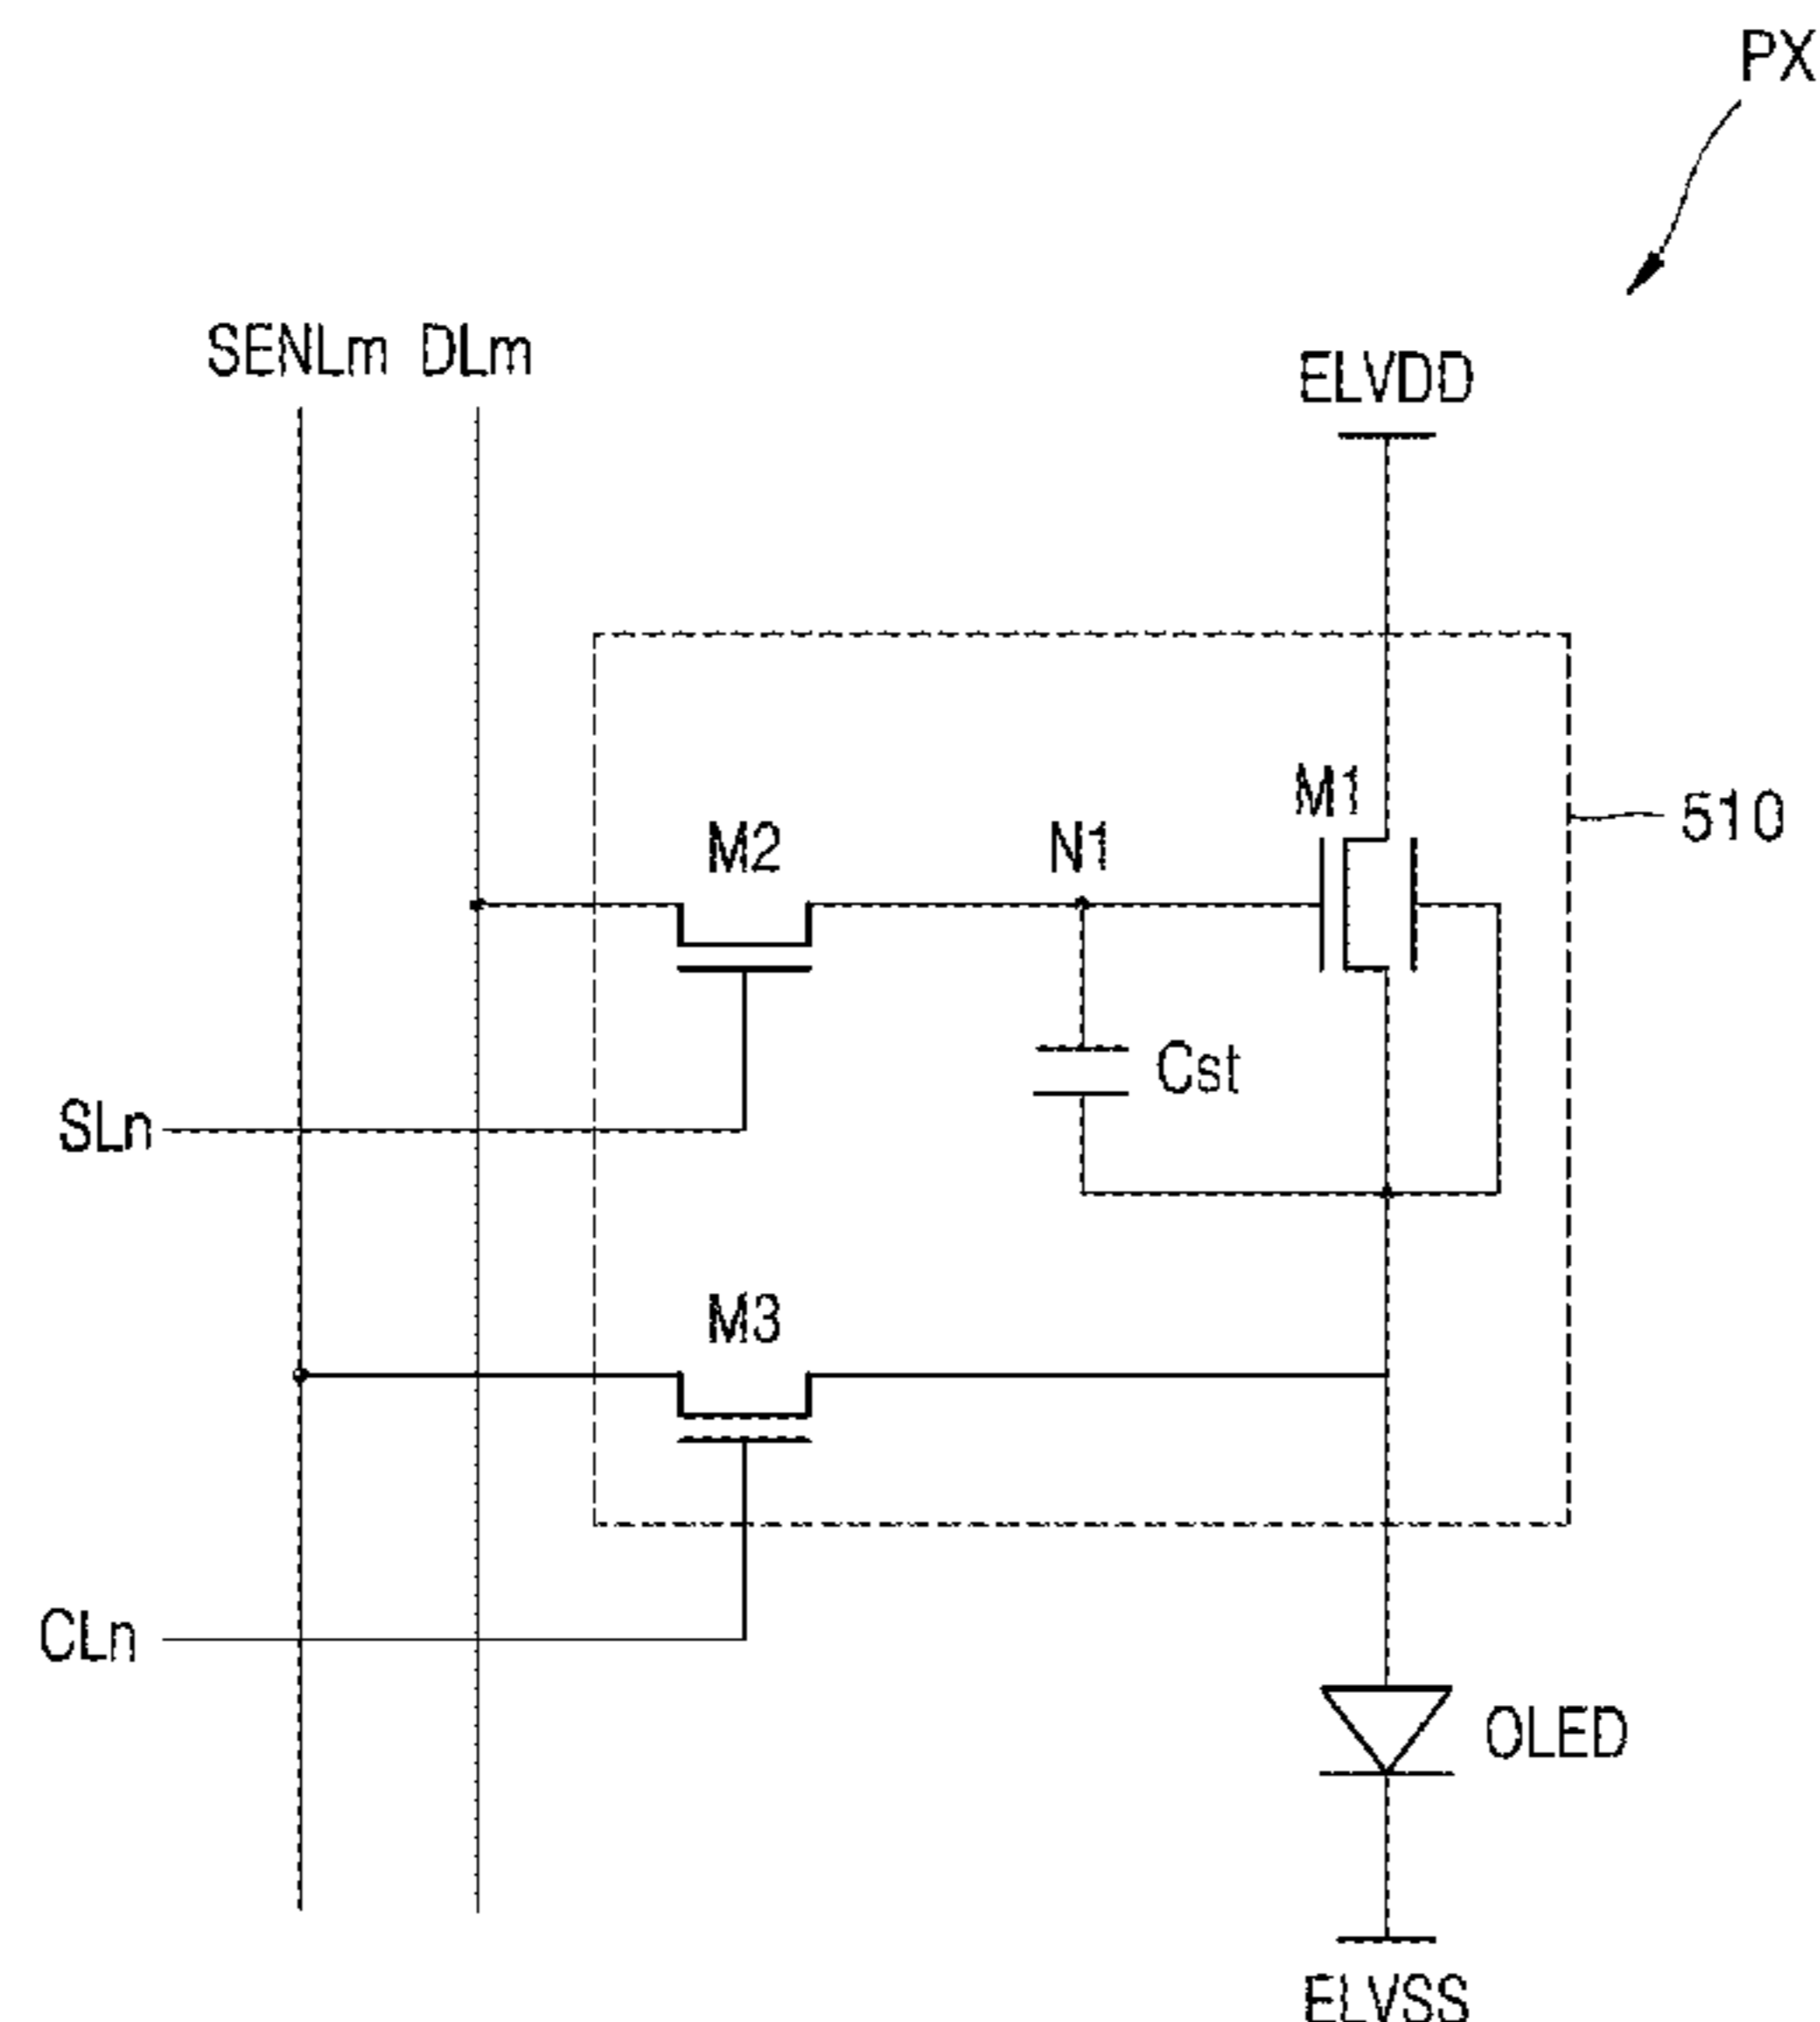 PX
SENLm DLm
ELVDD
M1
510
M2
N1
Cst
SLn
M3
CLn
OLED
ELVSS